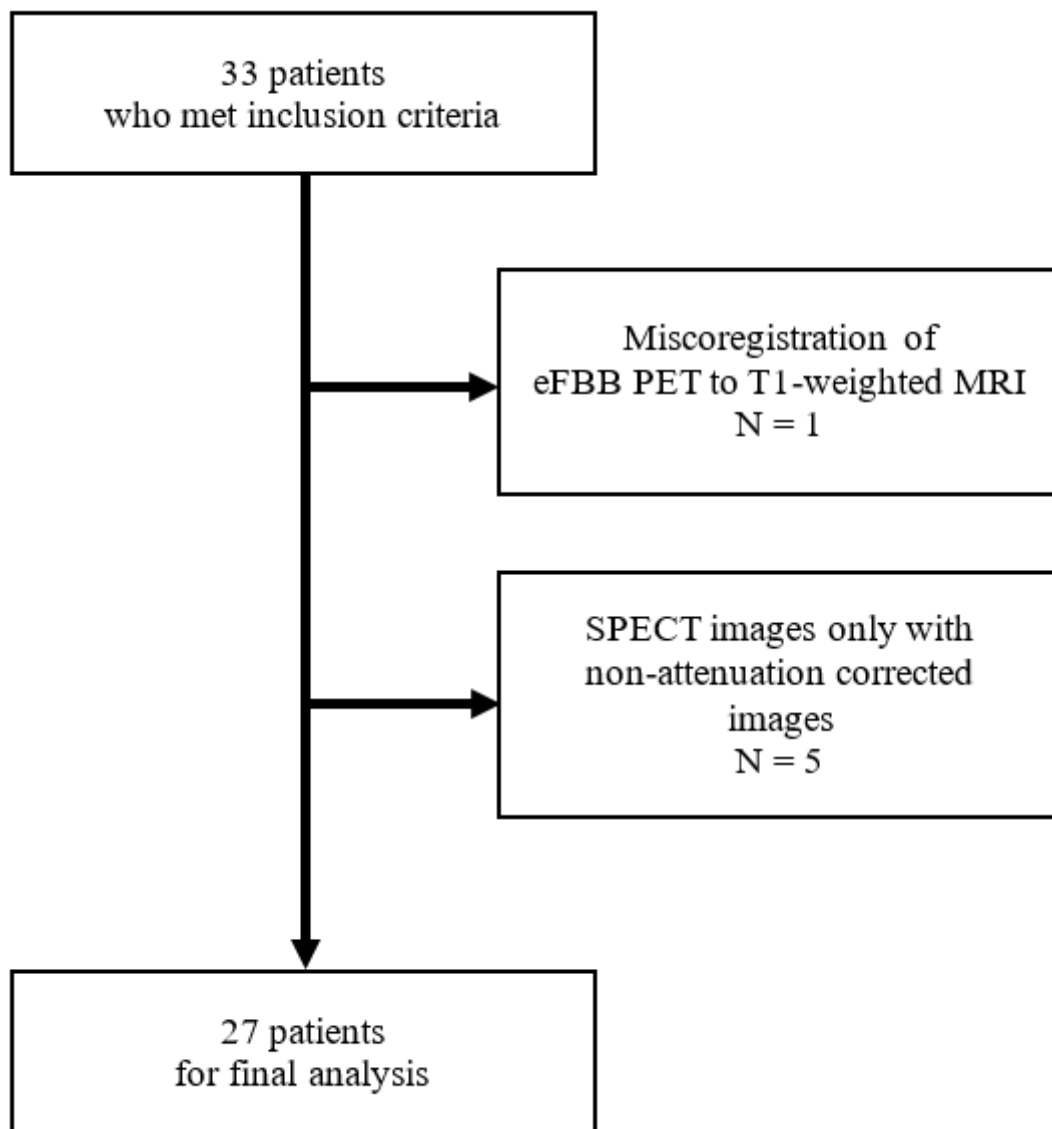 33 patients
who met inclusion criteria
Miscoregistration of
eFBB PET to T1-weighted MRI
N = 1
SPECT images only with
non-attenuation corrected
images
N = 5
27 patients
for final analysis